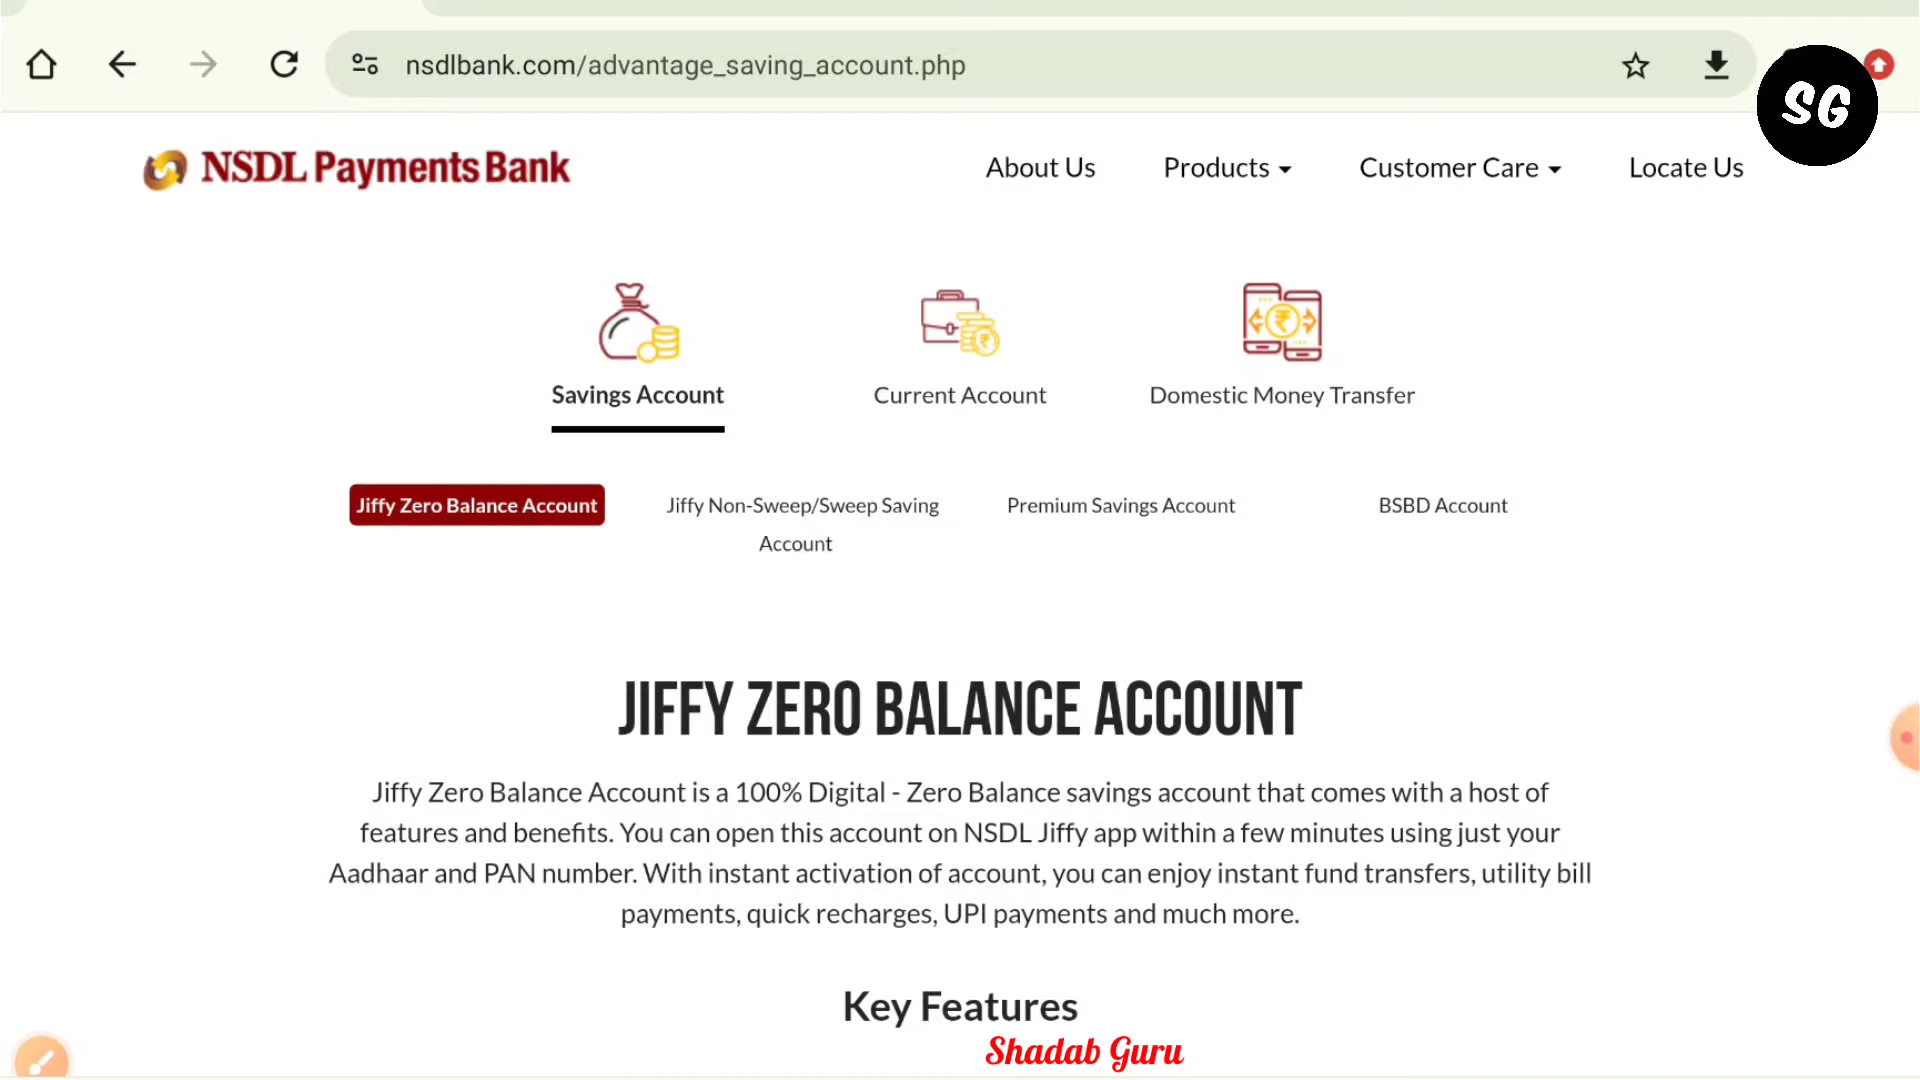 nsdlbank.com/advantage_saving_account.php
SG
NSDL Payments Bank
About Us
Products
Customer Care
Locate Us
Savings Account
Current Account
Domestic Money Transfer
Jiffy Zero Balance Account
Jiffy Non-Sweep/Sweep Saving
Account
Premium Savings Account
BSBD Account
JIFFY ZERO BALANCE ACCOUNT
Jiffy Zero Balance Account is a 100% Digital - Zero Balance savings account that comes with a host of
features and benefits. You can open this account on NSDL Jiffy app within a few minutes using just your
Aadhaar and PAN number. With instant activation of account, you can enjoy instant fund transfers, utility bill
payments, quick recharges, UPI payments and much more.
Key Features
Shadab Guru